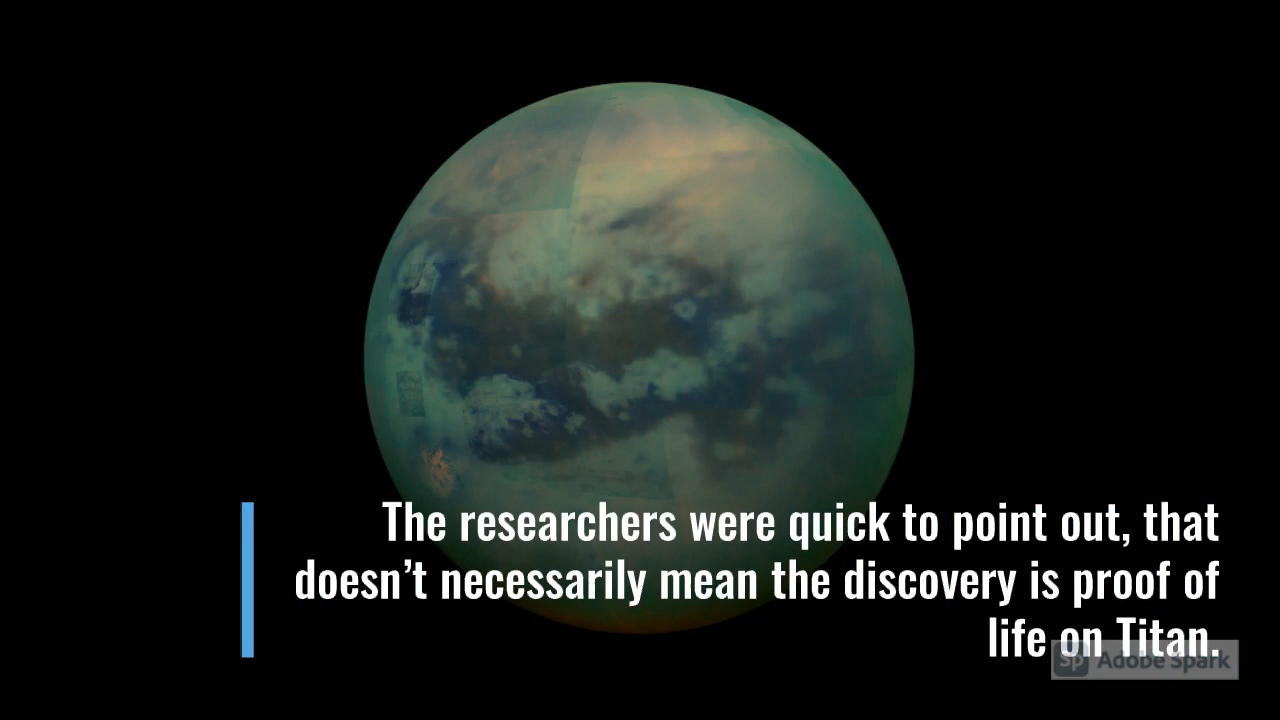 The researchers were quick to point out, that
doesn’t necessarily mean the discovery is proof of
life on Titan.
Sp Adobe Spark